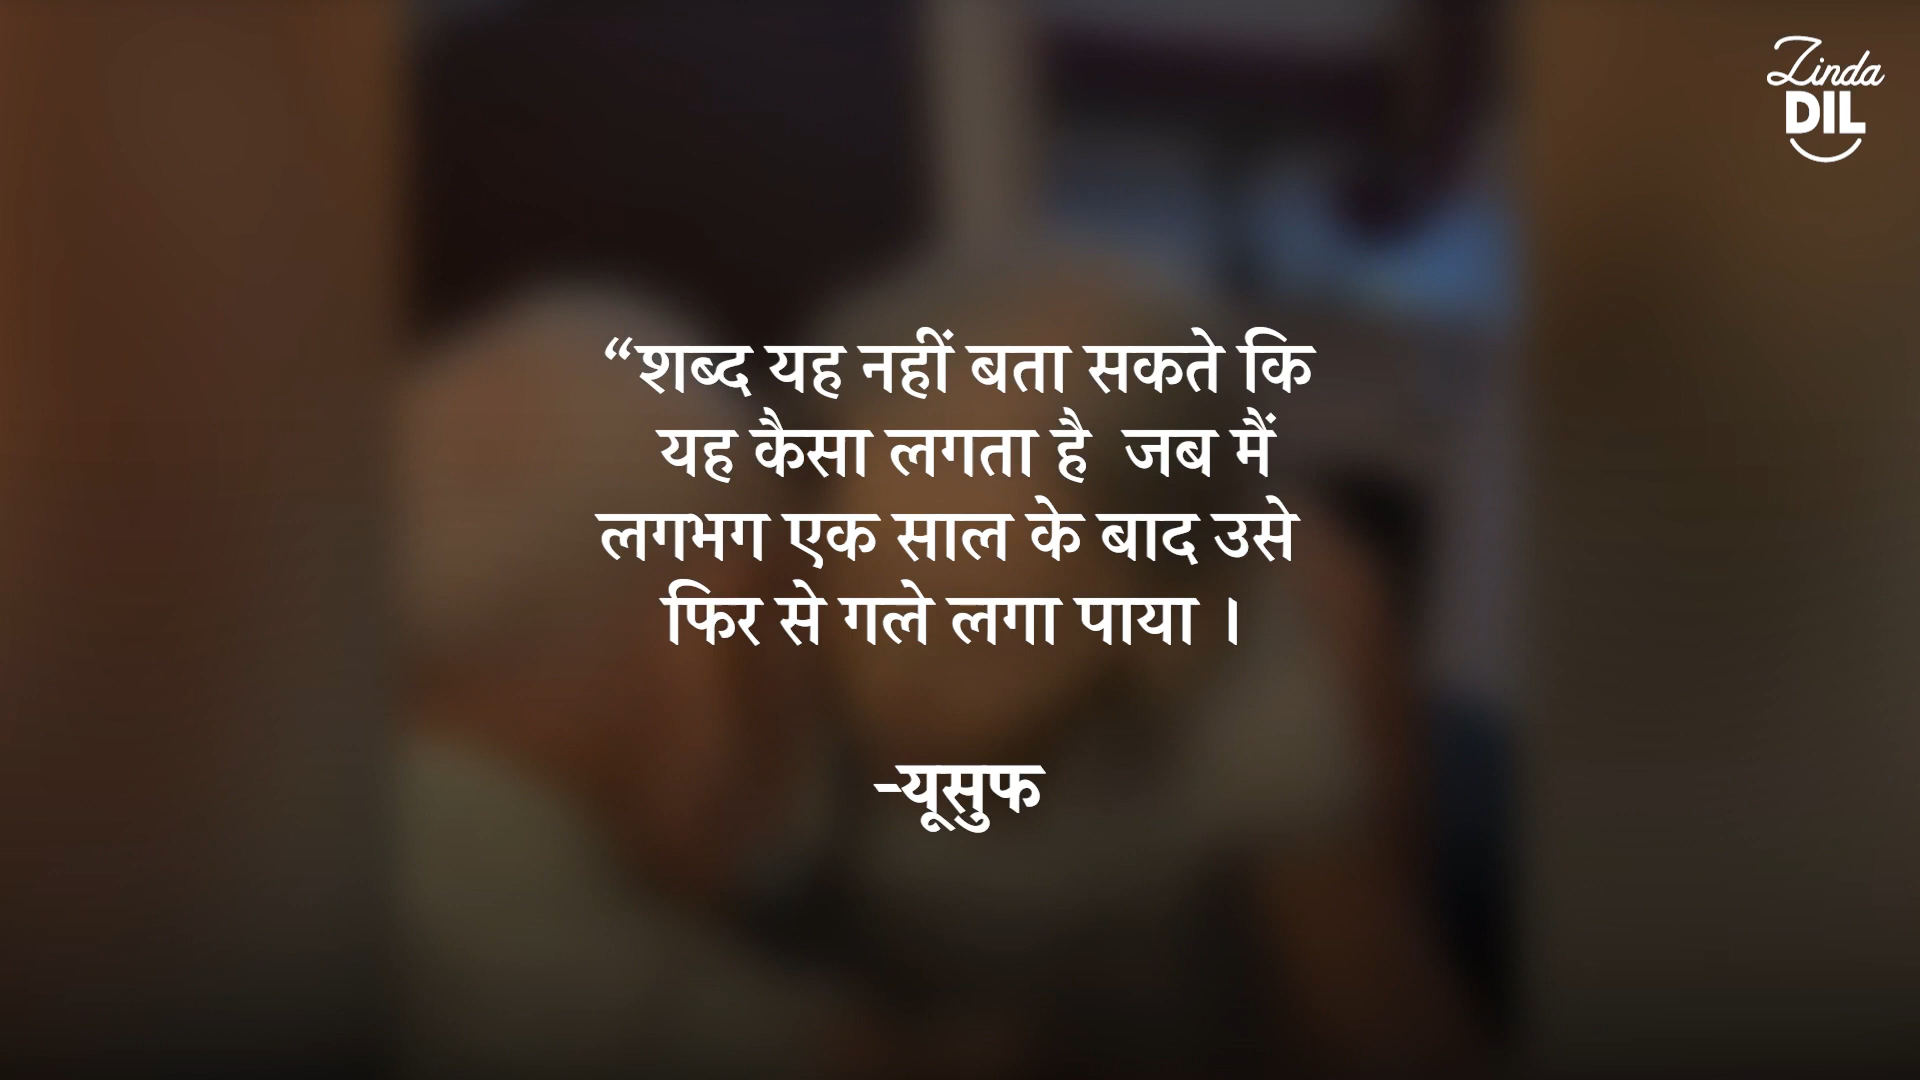 Zinda
DIL
“शब्द यह नहीं बता सकते कि
यह कैसा लगता है जब मैं
लगभग एक साल के बाद उसे
फिर से गले लगा पाया ।
-यूसुफ